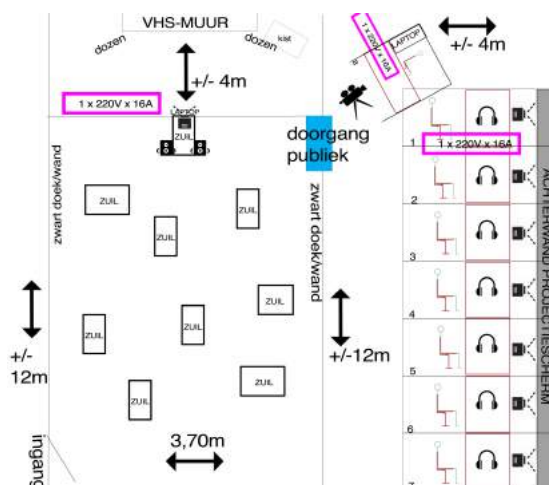 VHS-MUUR
dozen
dozen
kist
+/- 4m
1 x 220V x 16A
LAPTOP
ZUIL
doorgang
publiek
zwart doek/wand
zwart doek/wand
ZUIL
ZUIL
ZUIL
ZUIL
ZUIL
ZUIL
ZUIL
ZUIL
+/-
12m
+/-12m
3,70m
ingang
1 x 220V x 16A
LAPTOP
+/- 4m
1
1 x 220V x 16A
2
3
4
5
6
ACHTERWAND PROJECTIESCHERM